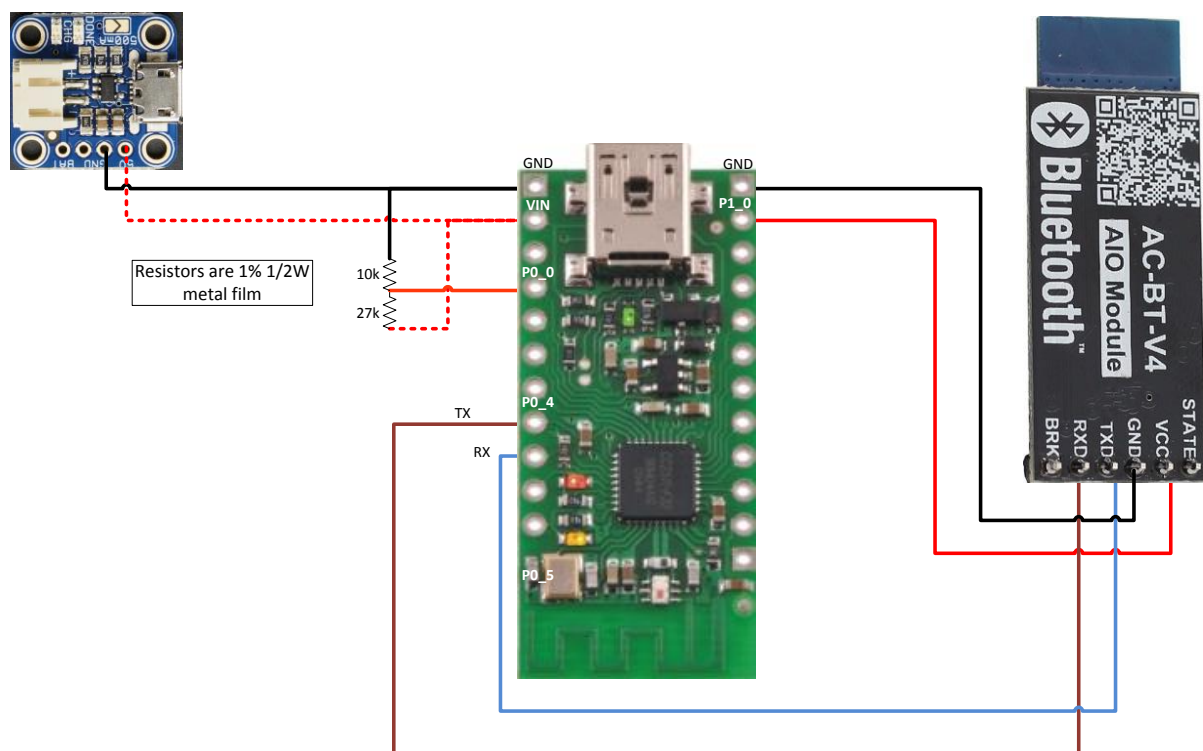 CHG
DONE
500mA
BAT
GND
5V
GND
GND
VIN
P1_0
Resistors are 1% 1/2W
metal film
10k
P0_0
27k
P0_4
TX
RX
P0_5
Bluetooth™
AIO Module
AC-BT-V4
BRK
RXD
TXD
GND
VCC
STATE